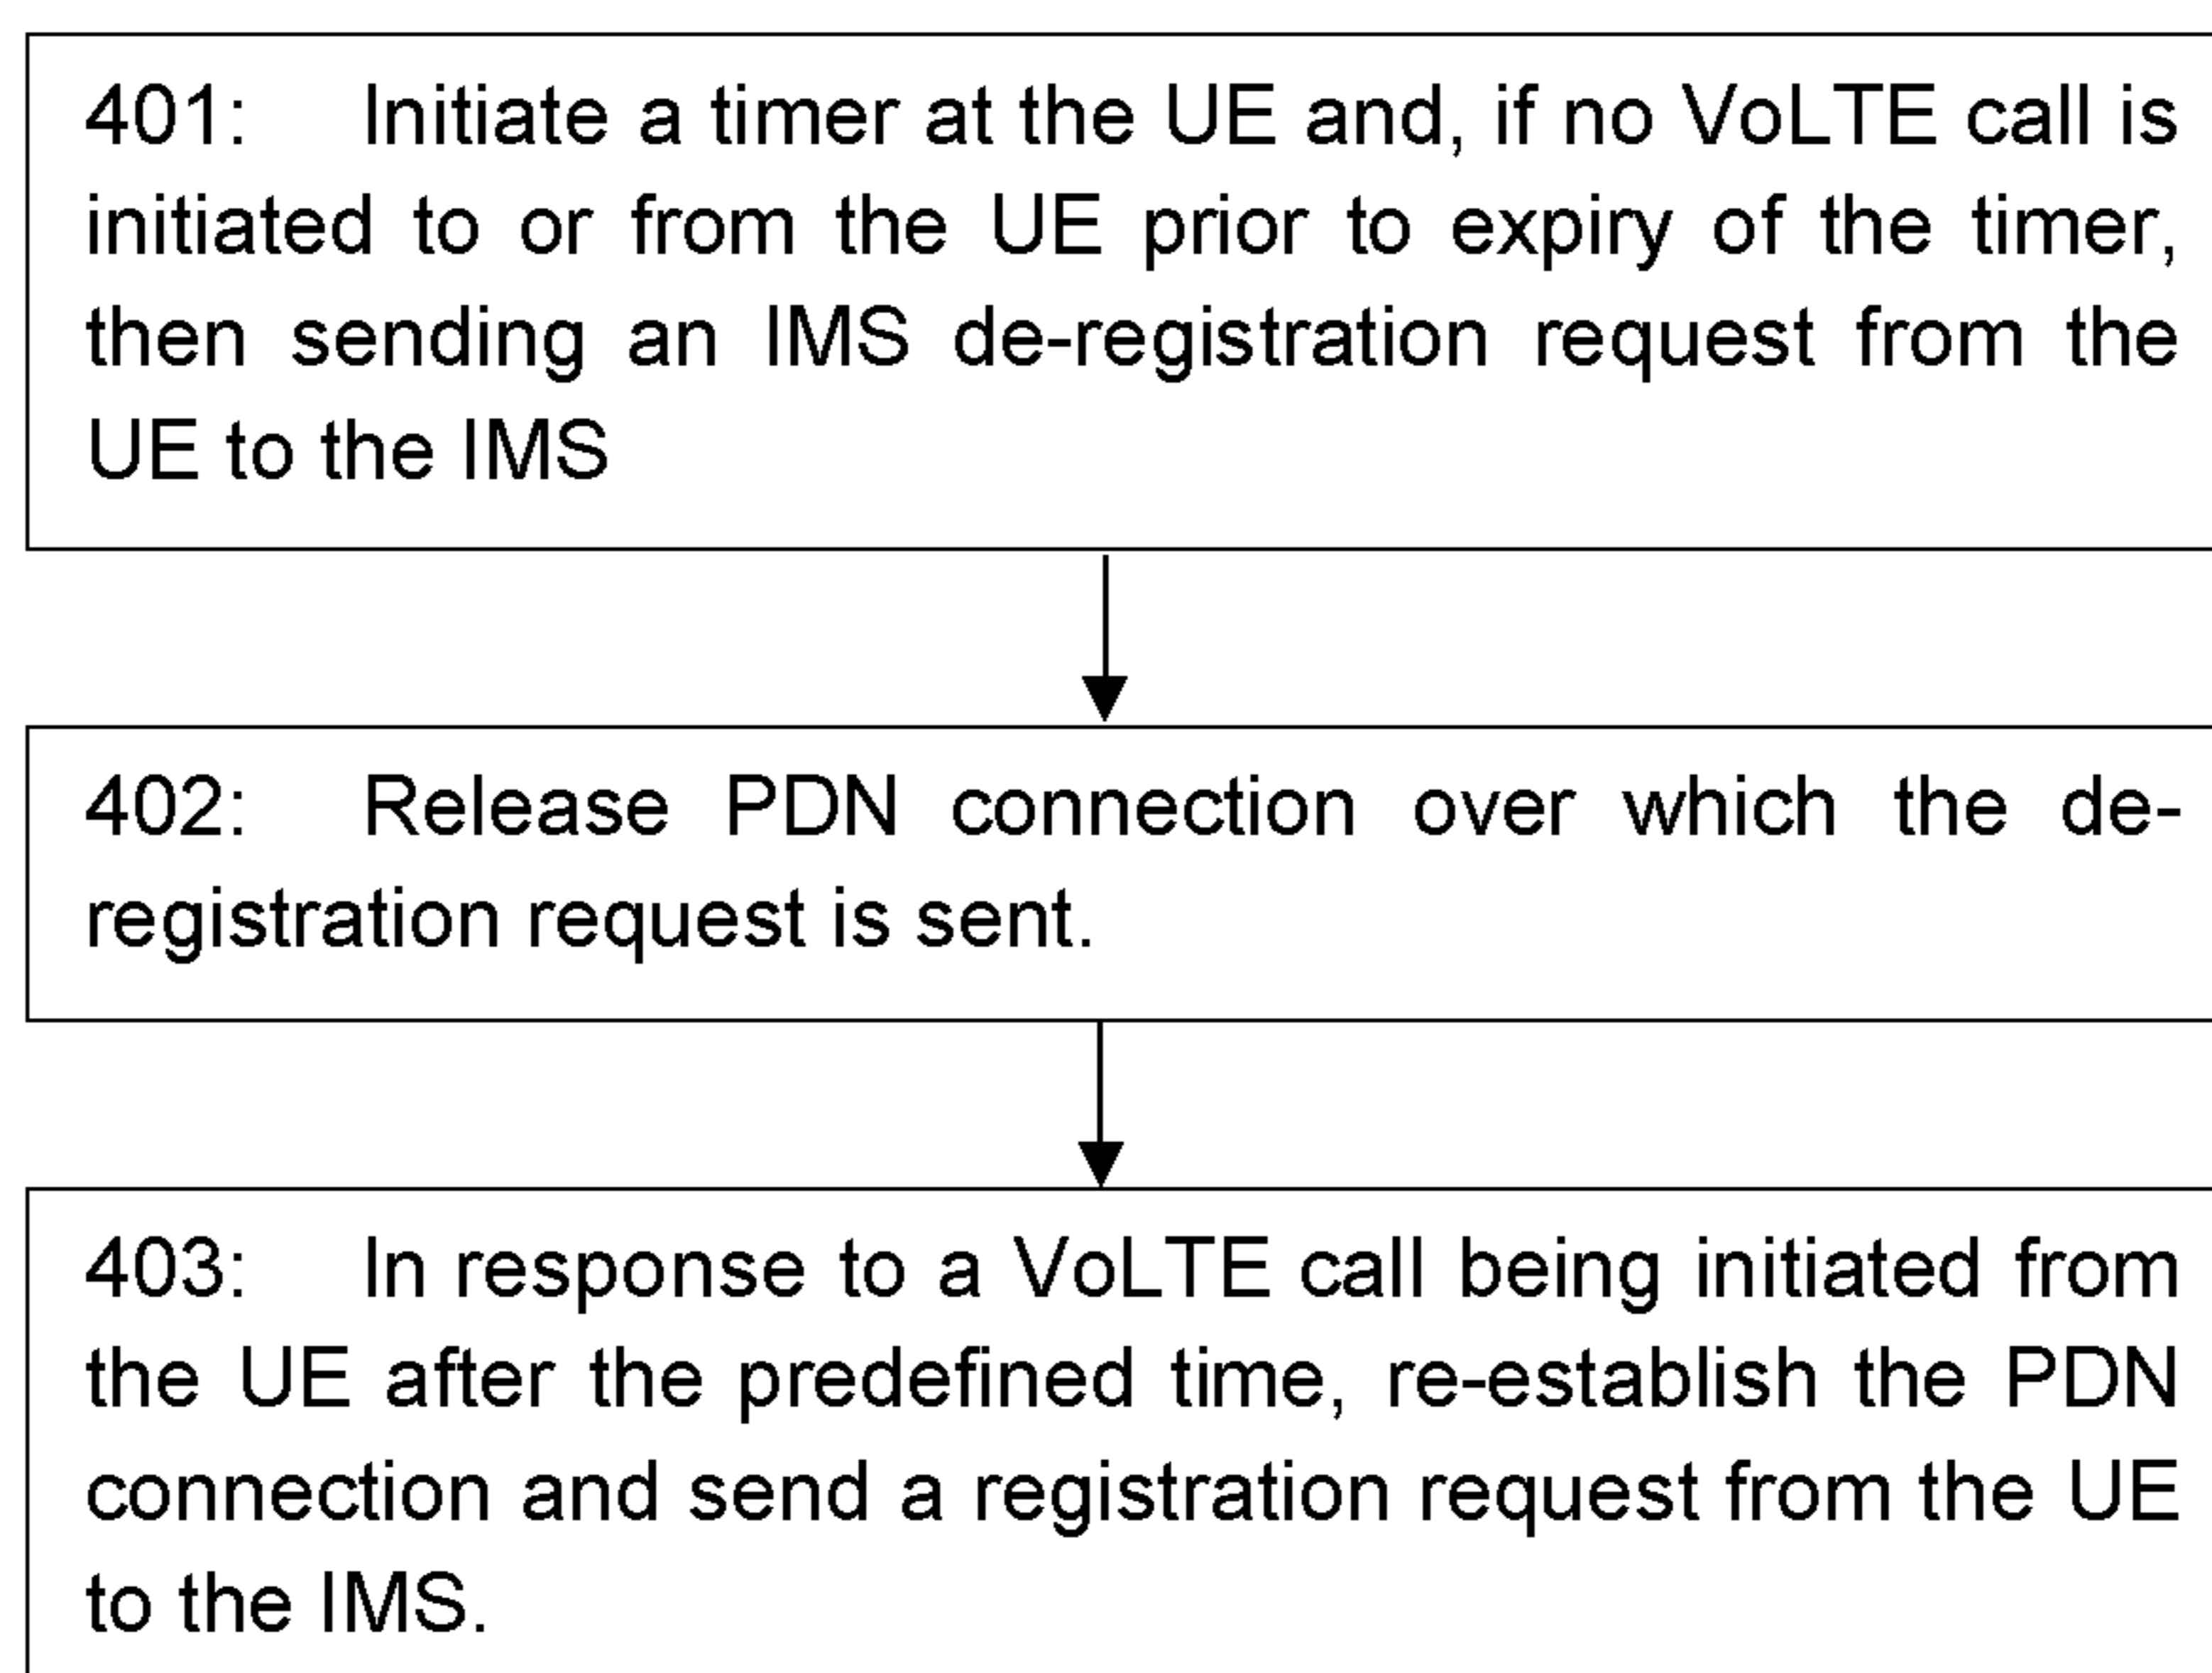 401: Initiate a timer at the UE and, if no VoLTE call is
initiated to or from the UE prior to expiry of the timer,
then sending an IMS de-registration request from the
UE to the IMS
402: Release PDN connection over which the de-
registration request is sent.
403: In response to a VoLTE call being initiated from
the UE after the predefined time, re-establish the PDN
connection and send a registration request from the UE
to the IMS.